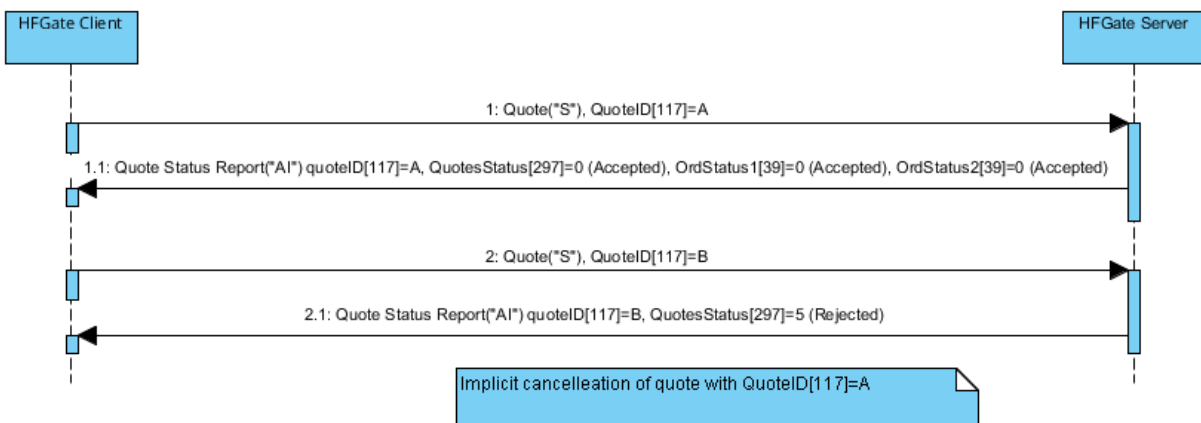 HFGate Client
HFGate Server
1: Quote("S"), QuoteID[117]=A
1.1: Quote Status Report("AI") quoteID[117]=A, QuotesStatus[297]=0 (Accepted), OrdStatus1[39]=0 (Accepted), OrdStatus2[39]=0 (Accepted)
2: Quote("S"), QuoteID[117]=B
2.1: Quote Status Report("AI") quoteID[117]=B, QuotesStatus[297]=5 (Rejected)
Implicit cancelleation of quote with QuoteID[117]=A